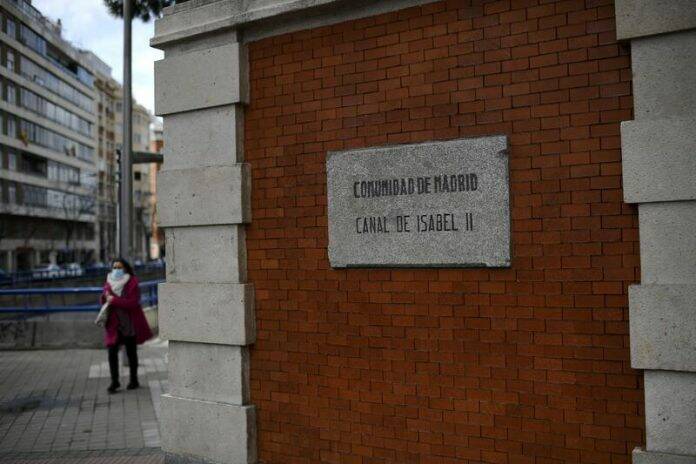 COMUNIDAD DE MADRID
CANAL DE ISABEL II